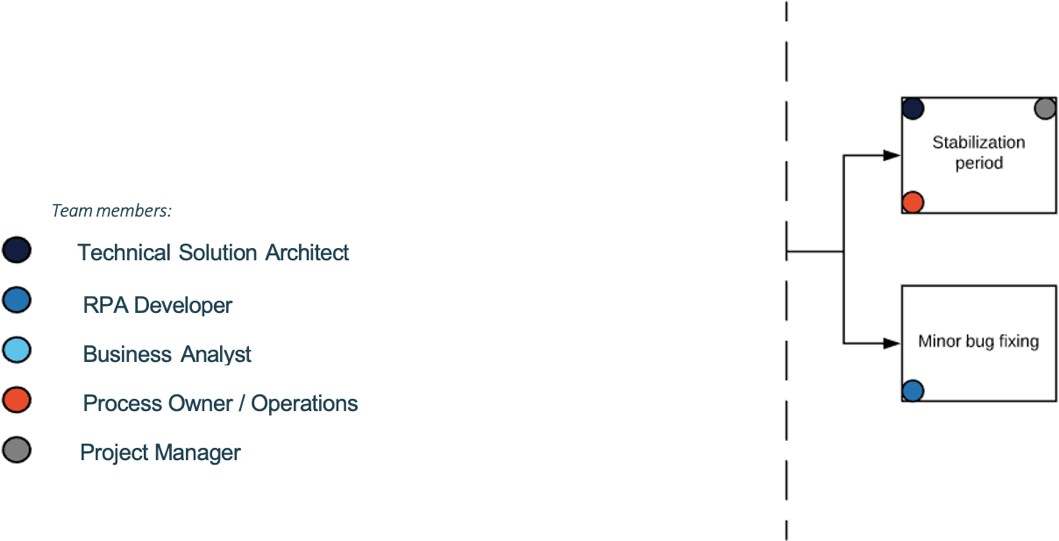 Team members:
Technical Solution Architect
RPA Developer
Business Analyst
Process Owner / Operations
Project Manager
Stabilization
period
Minor bug fixing